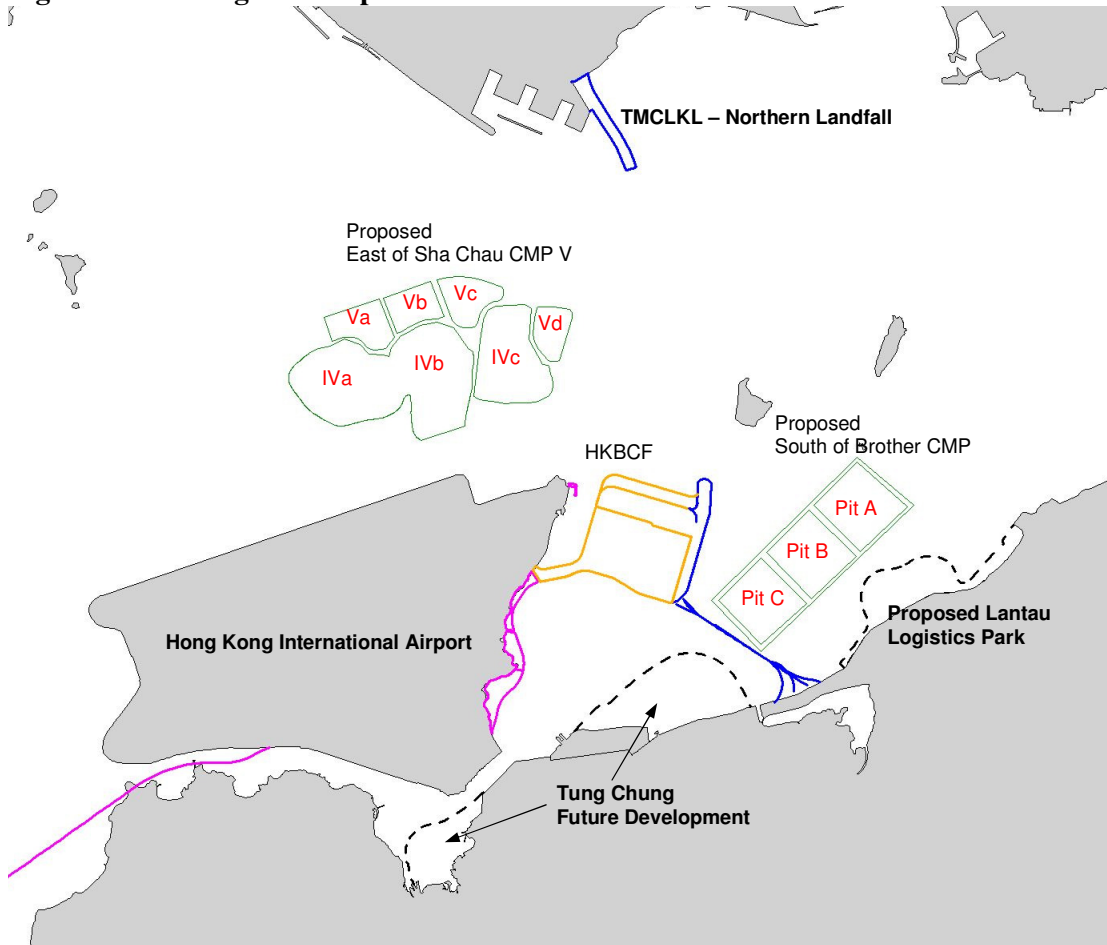 TMCLKL – Northern Landfall
Proposed
East of Sha Chau CMP V
Va
Vb
Vc
Vd
IVa
IVb
IVc
Proposed
South of Brother CMP
HKBCF
Pit A
Pit B
Pit C
Hong Kong International Airport
Proposed Lantau
Logistics Park
Tung Chung
Future Development